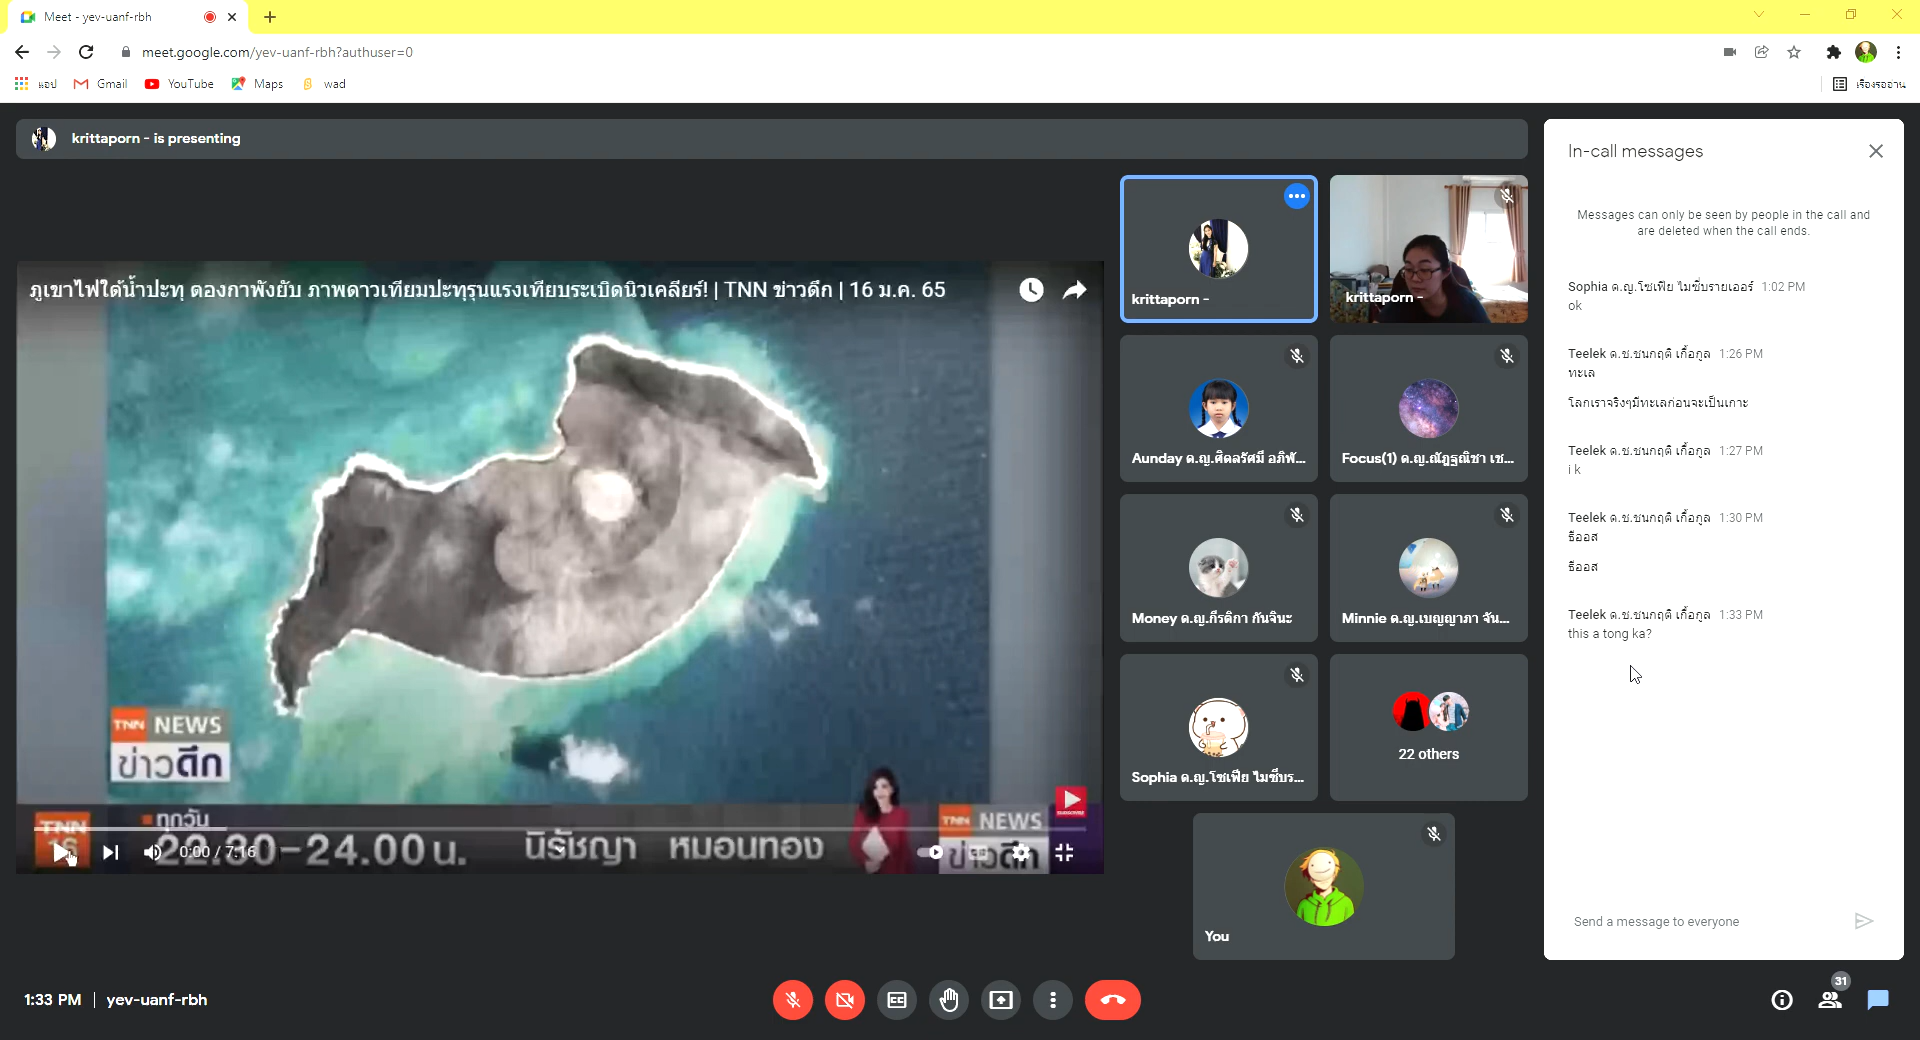 Meet - yev-uanf-rbh
meet.google.com/yev-uanf-rbh?authuser=0
แอป
Gmail
YouTube
Maps
wad
เรื่องรออ่าน
krittaporn - is presenting
ภูเขาไฟใต้น้ำปะทุ ตองกาพังยับ ภาพดาวเทียมปะทุรุนแรงเทียบระเบิดนิวเคลียร์! | TNN ข่าวดึก | 16 ม.ค. 65
TNN NEWS
ข่าวดึก
TNN
16
ทุกวัน
22.30-24.00น.
นิรัชญา หมอนทอง
TNN NEWS
ข่าวดึก
SUBSCRIBE
0:00 / 7:16
krittaporn -
krittaporn -
Aunday ด.ญ.ศิตลรัศมี อภิพั...
Focus(1) ด.ญ.ณัฏฐณิชา เซ...
Money ด.ญ.กีรติกา กันจินะ
Minnie ด.ญ.เบญญาภา จัน...
Sophia ด.ญ.โซเฟีย ไมซึ่บร...
22 others
You
In-call messages
Messages can only be seen by people in the call and
are deleted when the call ends.
Sophia ด.ญ.โซเฟีย ไมซึ่บรายเออร์ 1:02 PM
ok
Teelek ด.ช.ชนกฤติ เกื้อกูล 1:26 PM
ทะเล
โลกเราจริงๆมีทะเลก่อนจะเป็นเกาะ
Teelek ด.ช.ชนกฤติ เกื้อกูล 1:27 PM
i k
Teelek ด.ช.ชนกฤติ เกื้อกูล 1:30 PM
ธีออส
ธีออส
Teelek ด.ช.ชนกฤติ เกื้อกูล 1:33 PM
this a tong ka?
Send a message to everyone
1:33 PM | yev-uanf-rbh
31